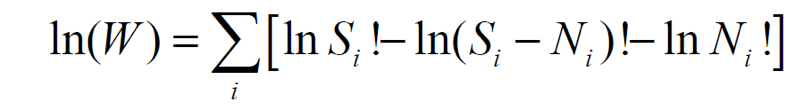 ln(W) = ∑_i [ln S_i! − ln(S_i − N_i)! − ln N_i!]